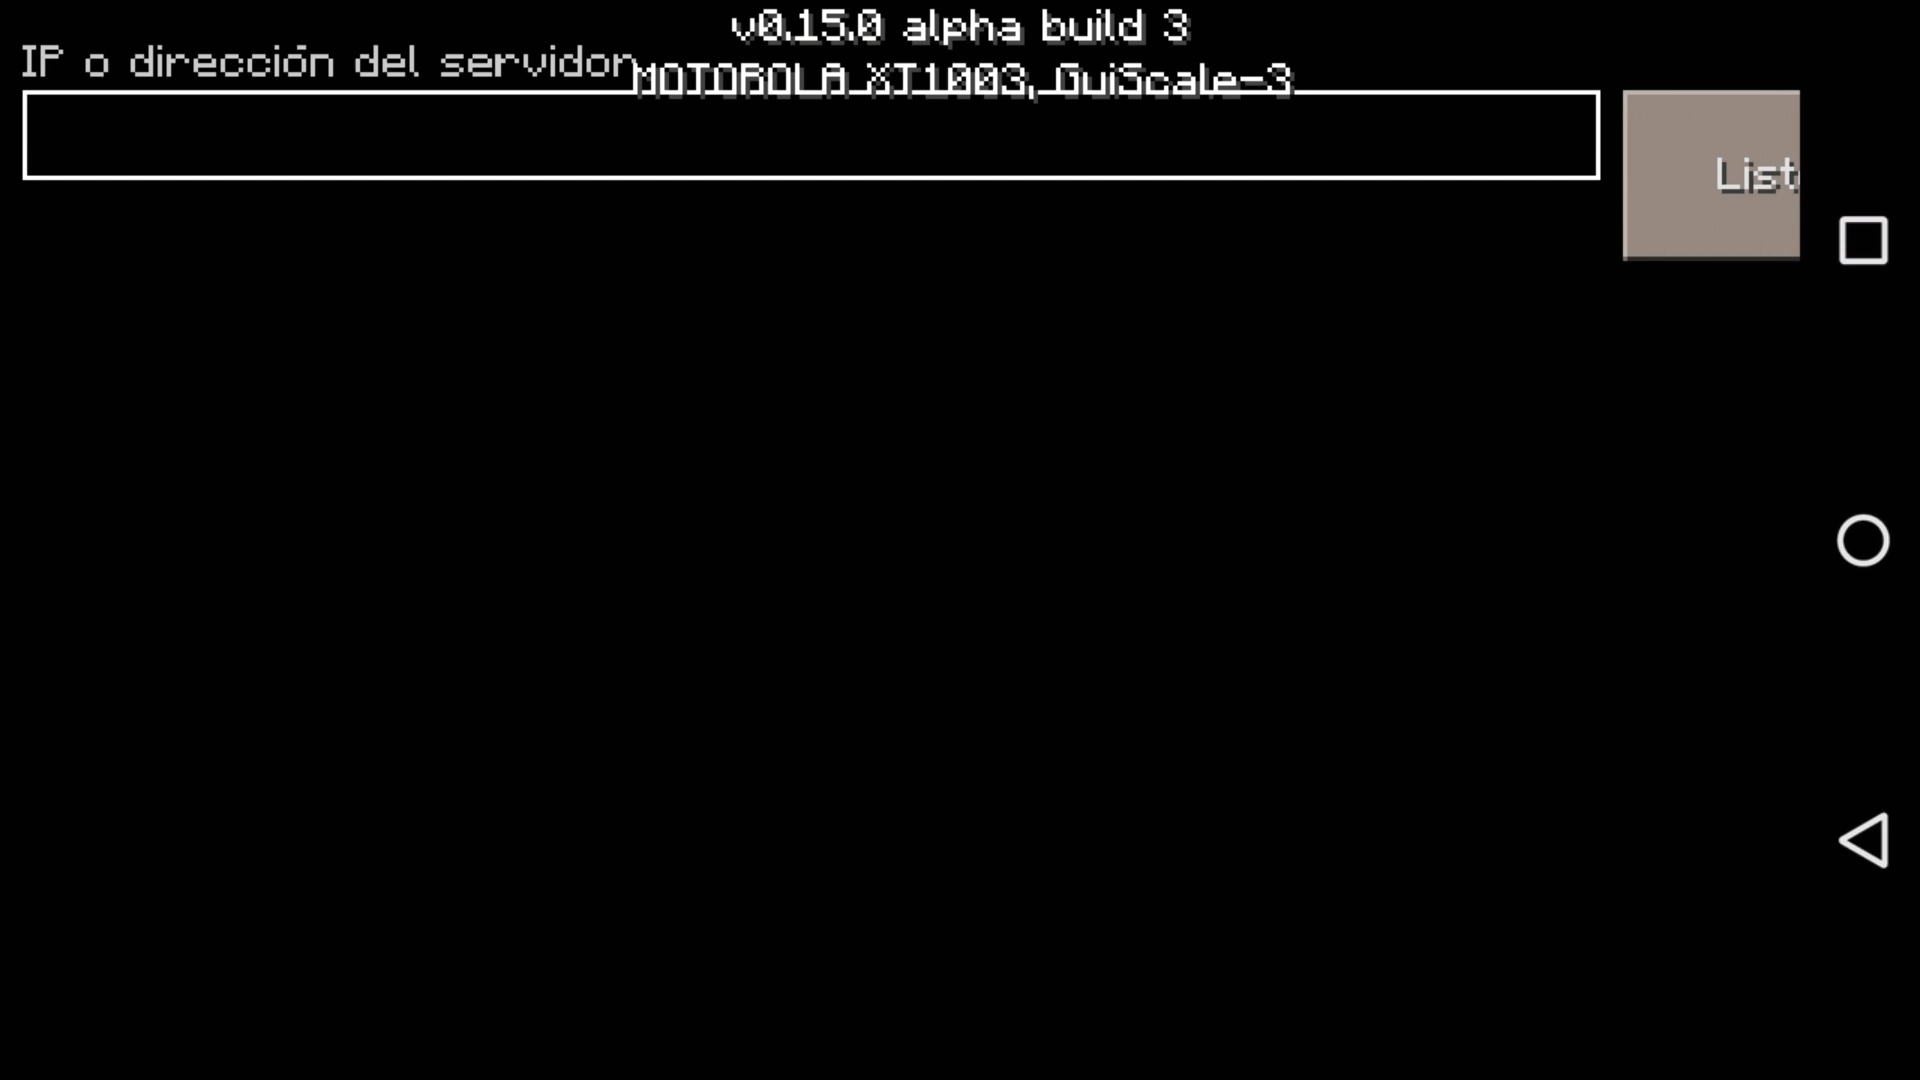 v0.15.0 alpha build 3
IP o dirección del servidor
MOTOROLA XT1003, GuiScale-3
List